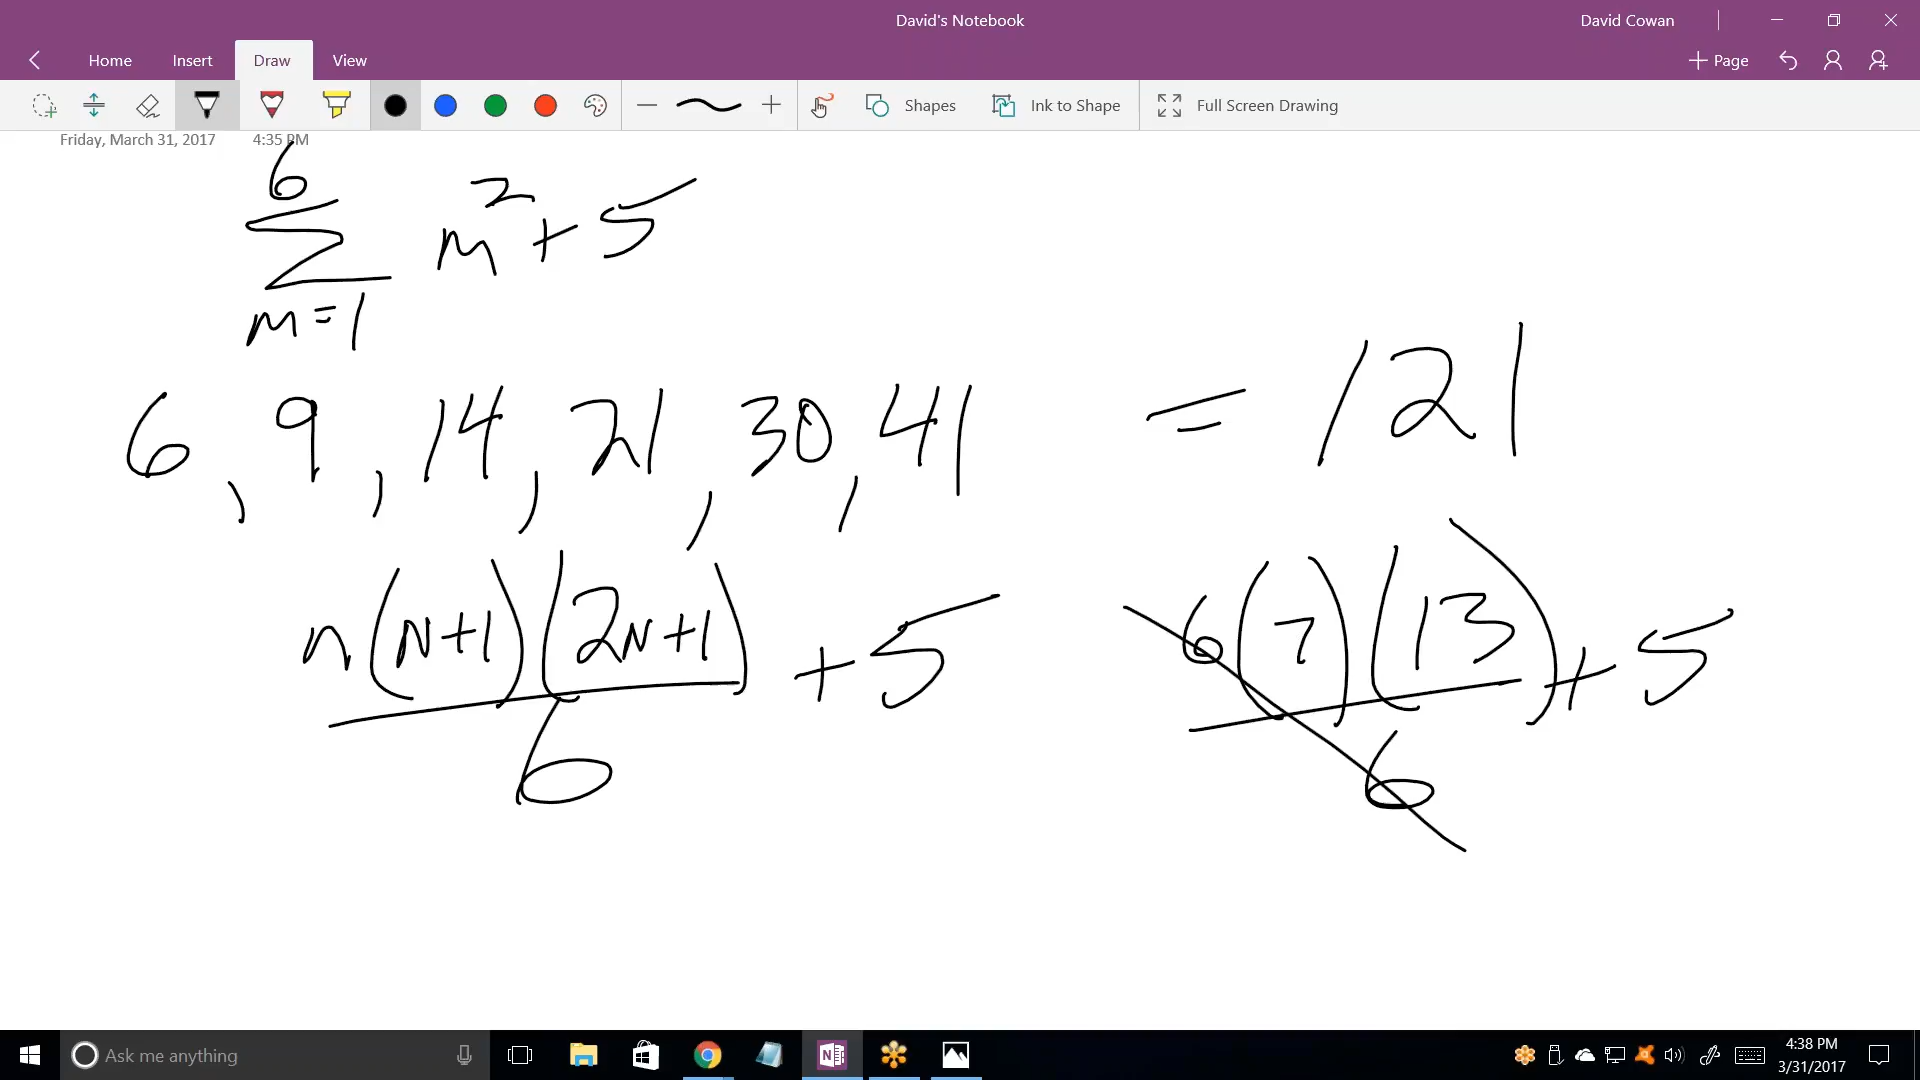 David's Notebook
David Cowan
Home Insert Draw View
Page
Shapes Ink to Shape Full Screen Drawing
Friday, March 31, 2017 4:35 PM
6
∑ m² + 5
m=1
6, 9, 14, 21, 30, 41 = 121
n(N+1)(2N+1) + 5 6(7)(13) + 5
6 6
Ask me anything
4:38 PM
3/31/2017